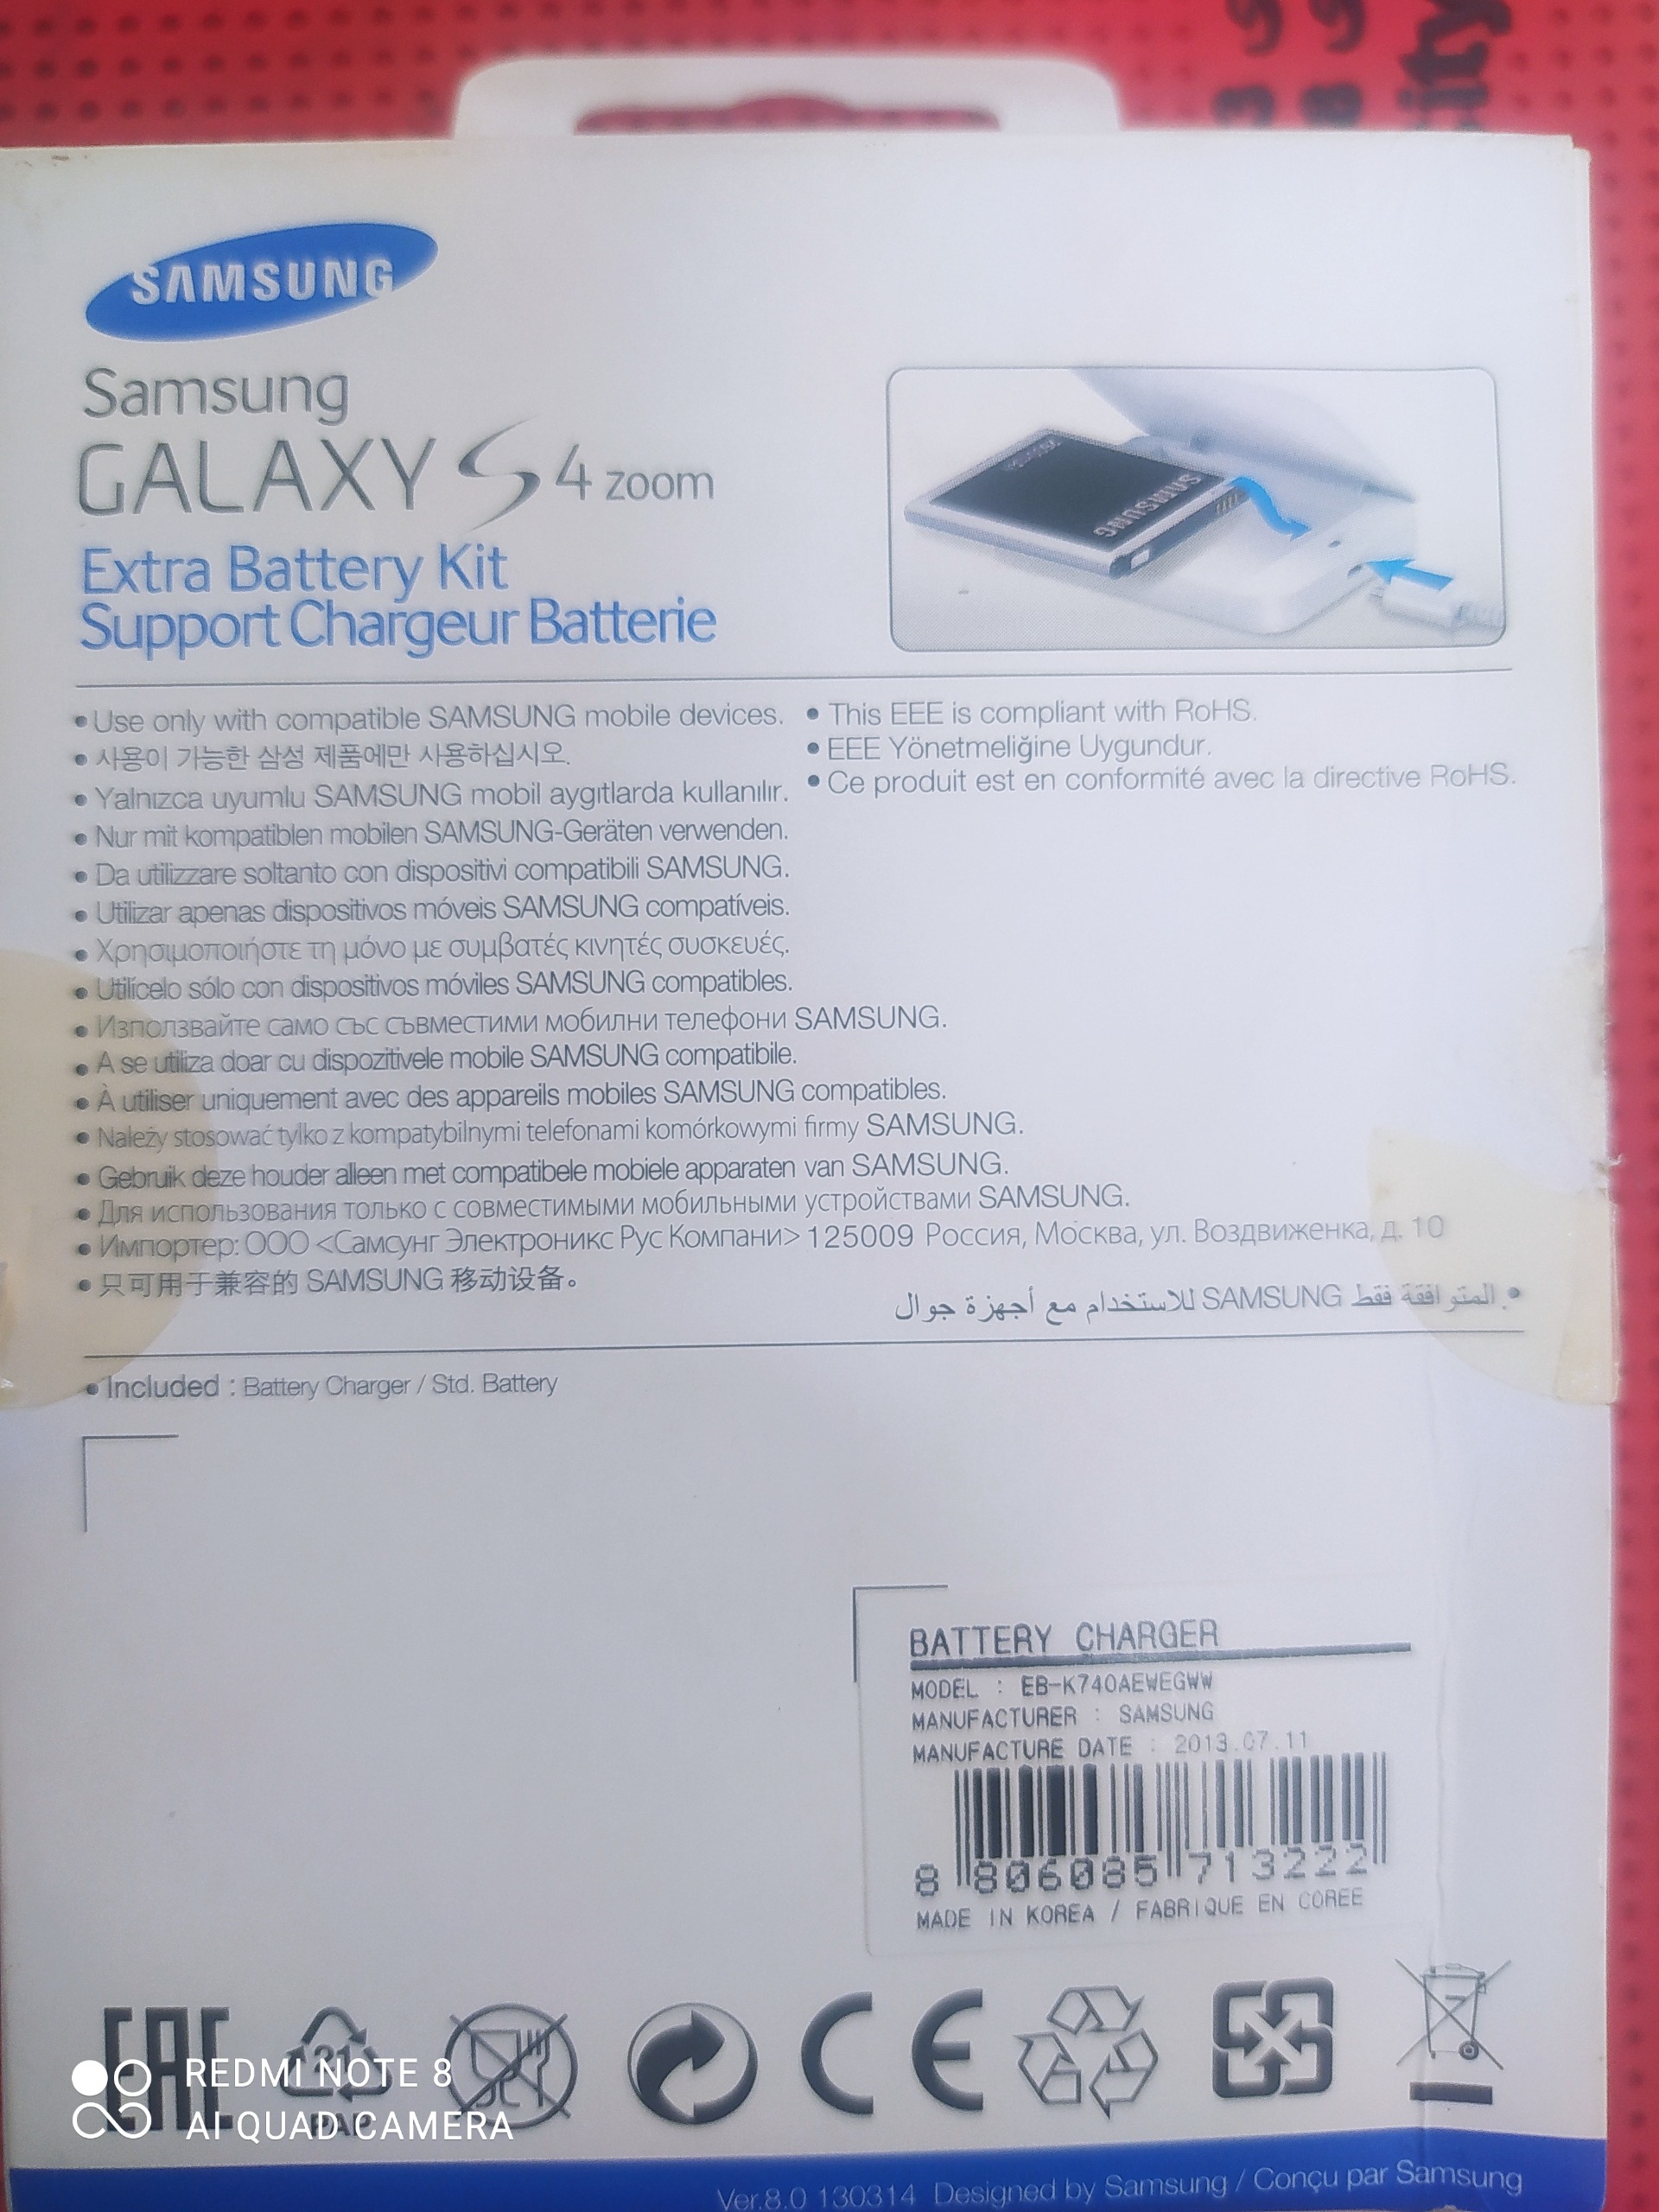 SAMSUNG
Samsung
GALAXY S4 zoom
Extra Battery Kit
Support Chargeur Batterie
SAMSUNG
• Use only with compatible SAMSUNG mobile devices.
• 사용이 가능한 삼성 제품에만 사용하십시오.
• Yalnızca uyumlu SAMSUNG mobil aygıtlarda kullanılır.
• Nur mit kompatiblen mobilen SAMSUNG-Geräten verwenden.
• Da utilizzare soltanto con dispositivi compatibili SAMSUNG.
• Utilizar apenas dispositivos móveis SAMSUNG compatíveis.
• Χρησιμοποιήστε τη μόνο με συμβατές κινητές συσκευές.
• Utilícelo sólo con dispositivos móviles SAMSUNG compatibles.
• Използвайте само със съвместими мобилни телефони SAMSUNG.
• A se utiliza doar cu dispozitivele mobile SAMSUNG compatibile.
• À utiliser uniquement avec des appareils mobiles SAMSUNG compatibles.
• Należy stosować tylko z kompatybilnymi telefonami komórkowymi firmy SAMSUNG.
• Gebruik deze houder alleen met compatibele mobiele apparaten van SAMSUNG.
• Для использования только с совместимыми мобильными устройствами SAMSUNG.
• Импортер: ООО <Самсунг Электроникс Рус Компани> 125009 Россия, Москва, ул. Воздвиженка, д. 10
• 只可用于兼容的 SAMSUNG 移动设备。
• This EEE is compliant with RoHS.
• EEE Yönetmeliğine Uygundur.
• Ce produit est en conformité avec la directive RoHS.
• للاستخدام مع أجهزة جوال SAMSUNG المتوافقة فقط.
• Included : Battery Charger / Std. Battery
BATTERY CHARGER
MODEL : EB-K740AEWEGWW
MANUFACTURER : SAMSUNG
MANUFACTURE DATE : 2013.07.11
8 806085 713222
MADE IN KOREA / FABRIQUE EN COREE
EAC
21
PAP
CE
REDMI NOTE 8
AI QUAD CAMERA
Ver.8.0 130314 Designed by Samsung / Conçu par Samsung